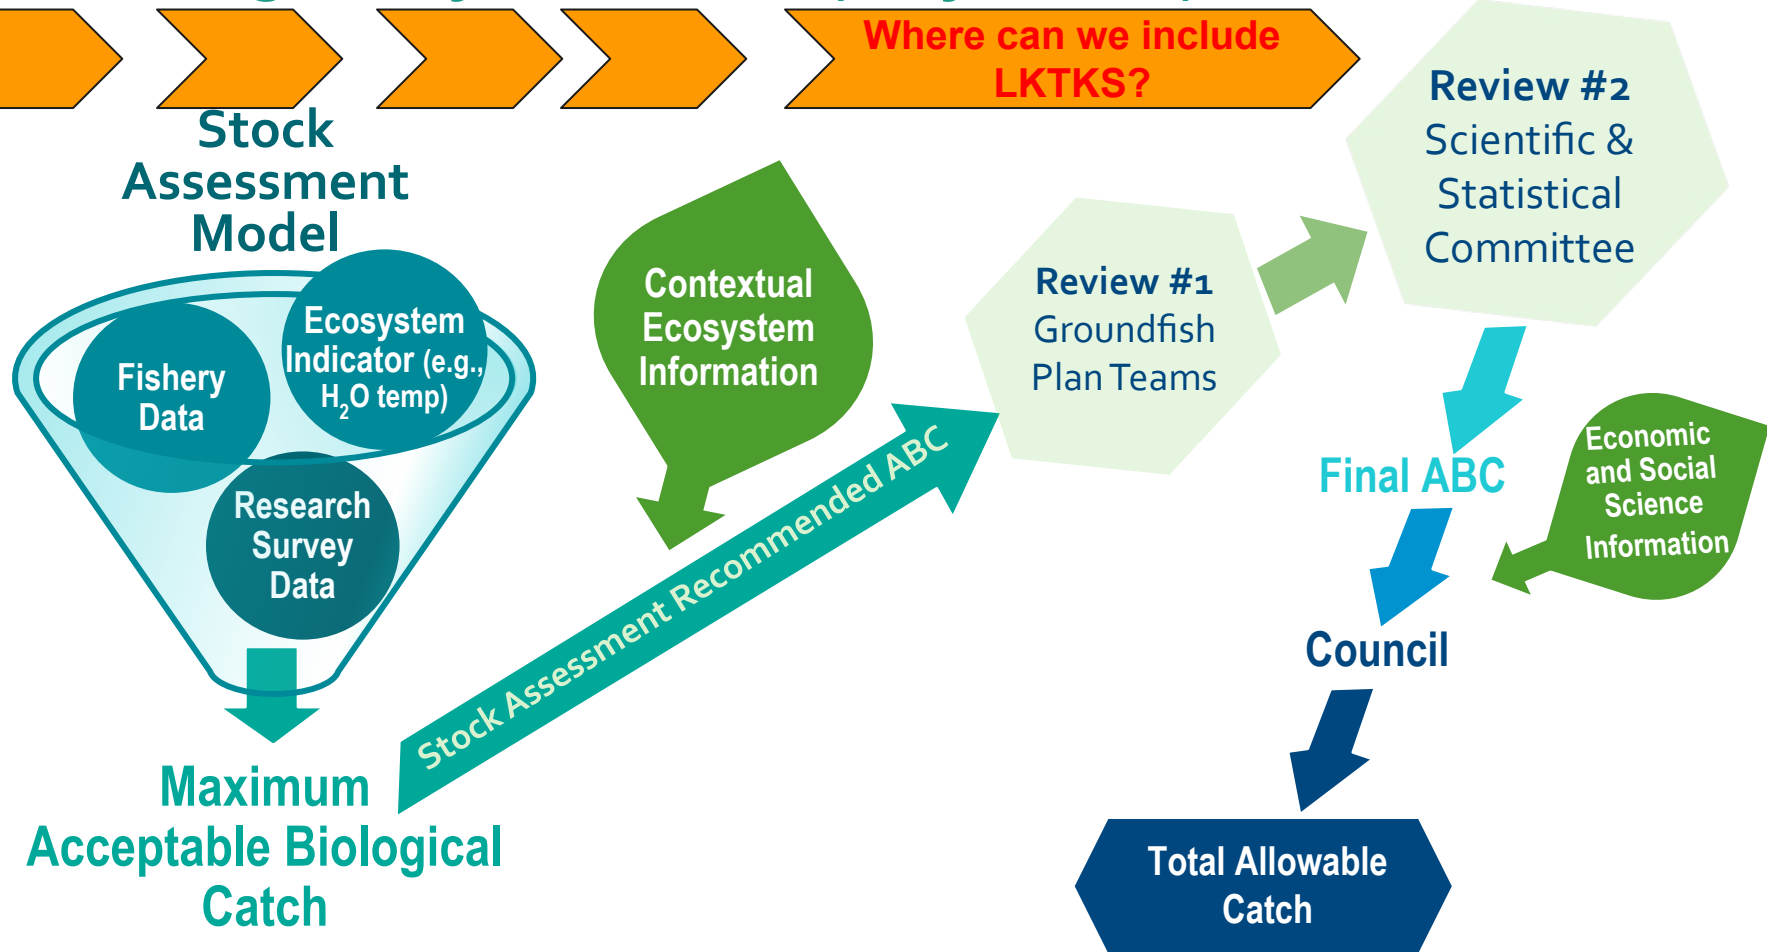 Where can we include
LKTKS?
Stock
Assessment
Model
Fishery
Data
Ecosystem
Indicator (e.g.,
H₂O temp)
Research
Survey
Data
Maximum
Acceptable Biological
Catch
Contextual
Ecosystem
Information
Stock Assessment Recommended ABC
Review #1
Groundfish
Plan Teams
Review #2
Scientific &
Statistical
Committee
Final ABC
Economic
and Social
Science
Information
Council
Total Allowable
Catch